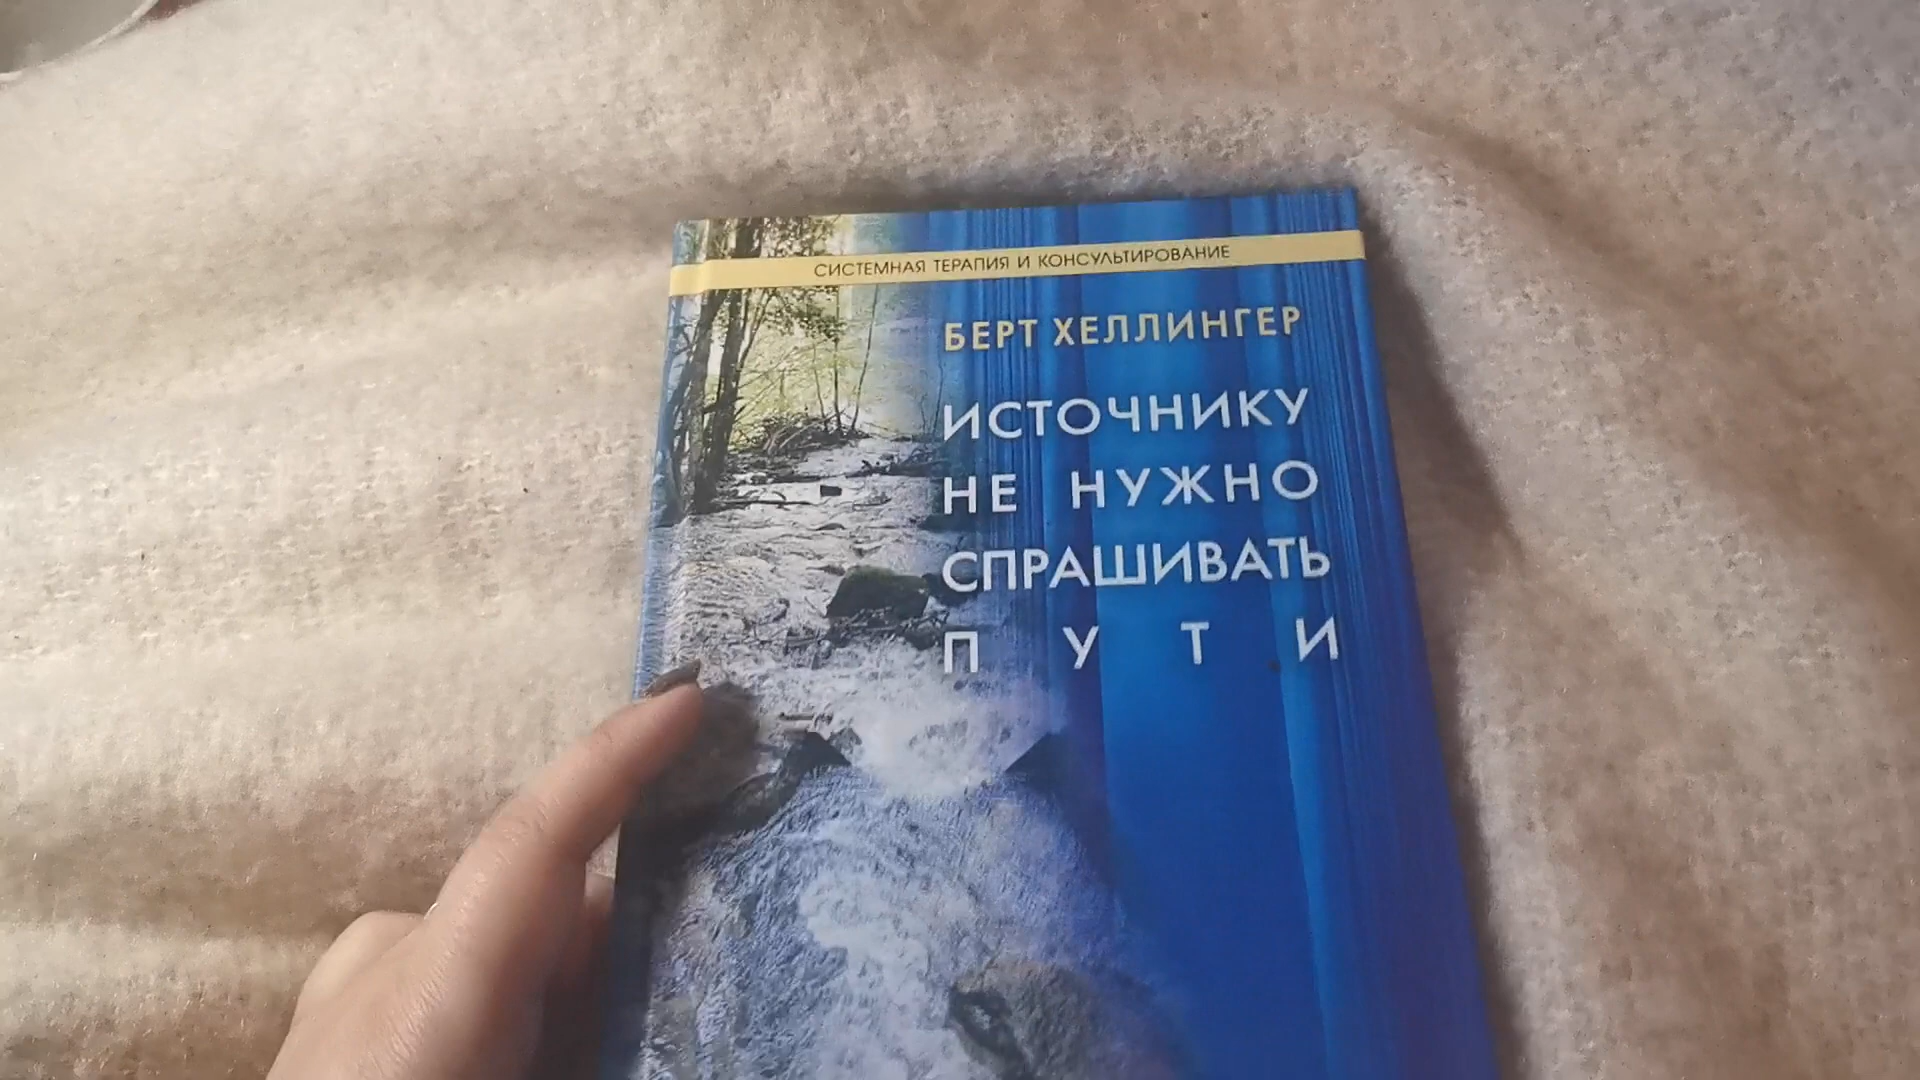 СИСТЕМНАЯ ТЕРАПИЯ И КОНСУЛЬТИРОВАНИЕ
БЕРТ ХЕЛЛИНГЕР
ИСТОЧНИКУ
НЕ НУЖНО
СПРАШИВАТЬ
ПУТИ